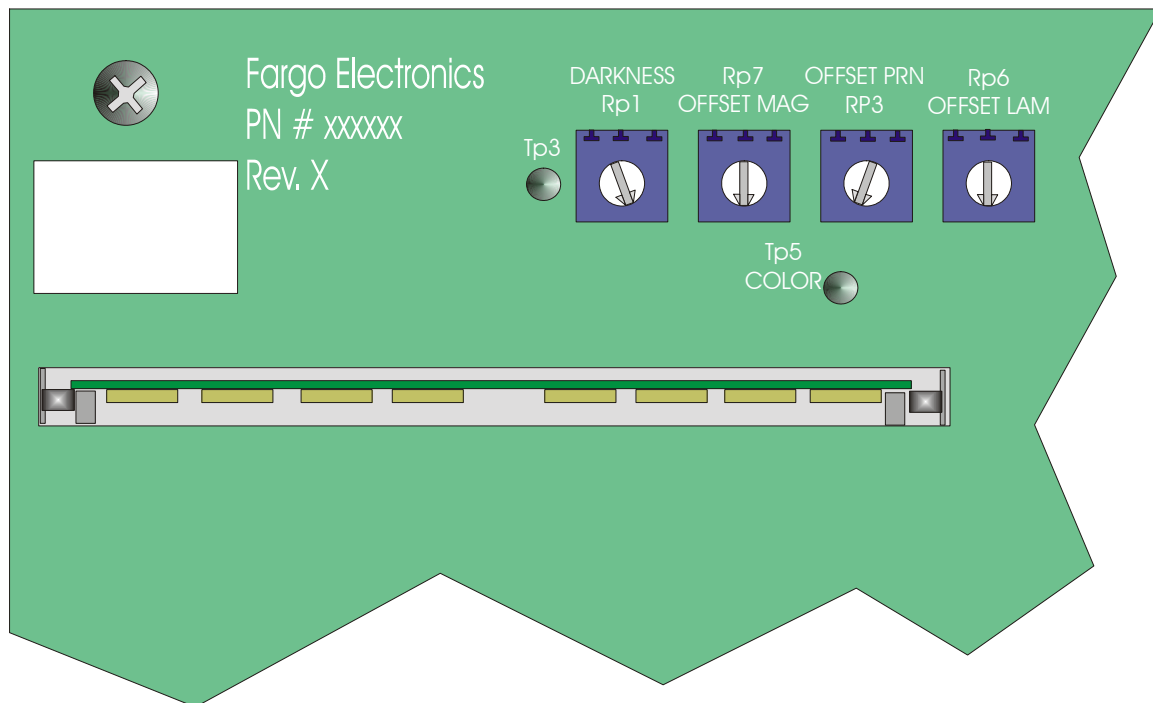 Fargo Electronics
PN # xxxxxx
Rev. X
DARKNESS
Rp1
Rp7
OFFSET MAG
OFFSET PRN
RP3
Rp6
OFFSET LAM
Tp3
Tp5
COLOR